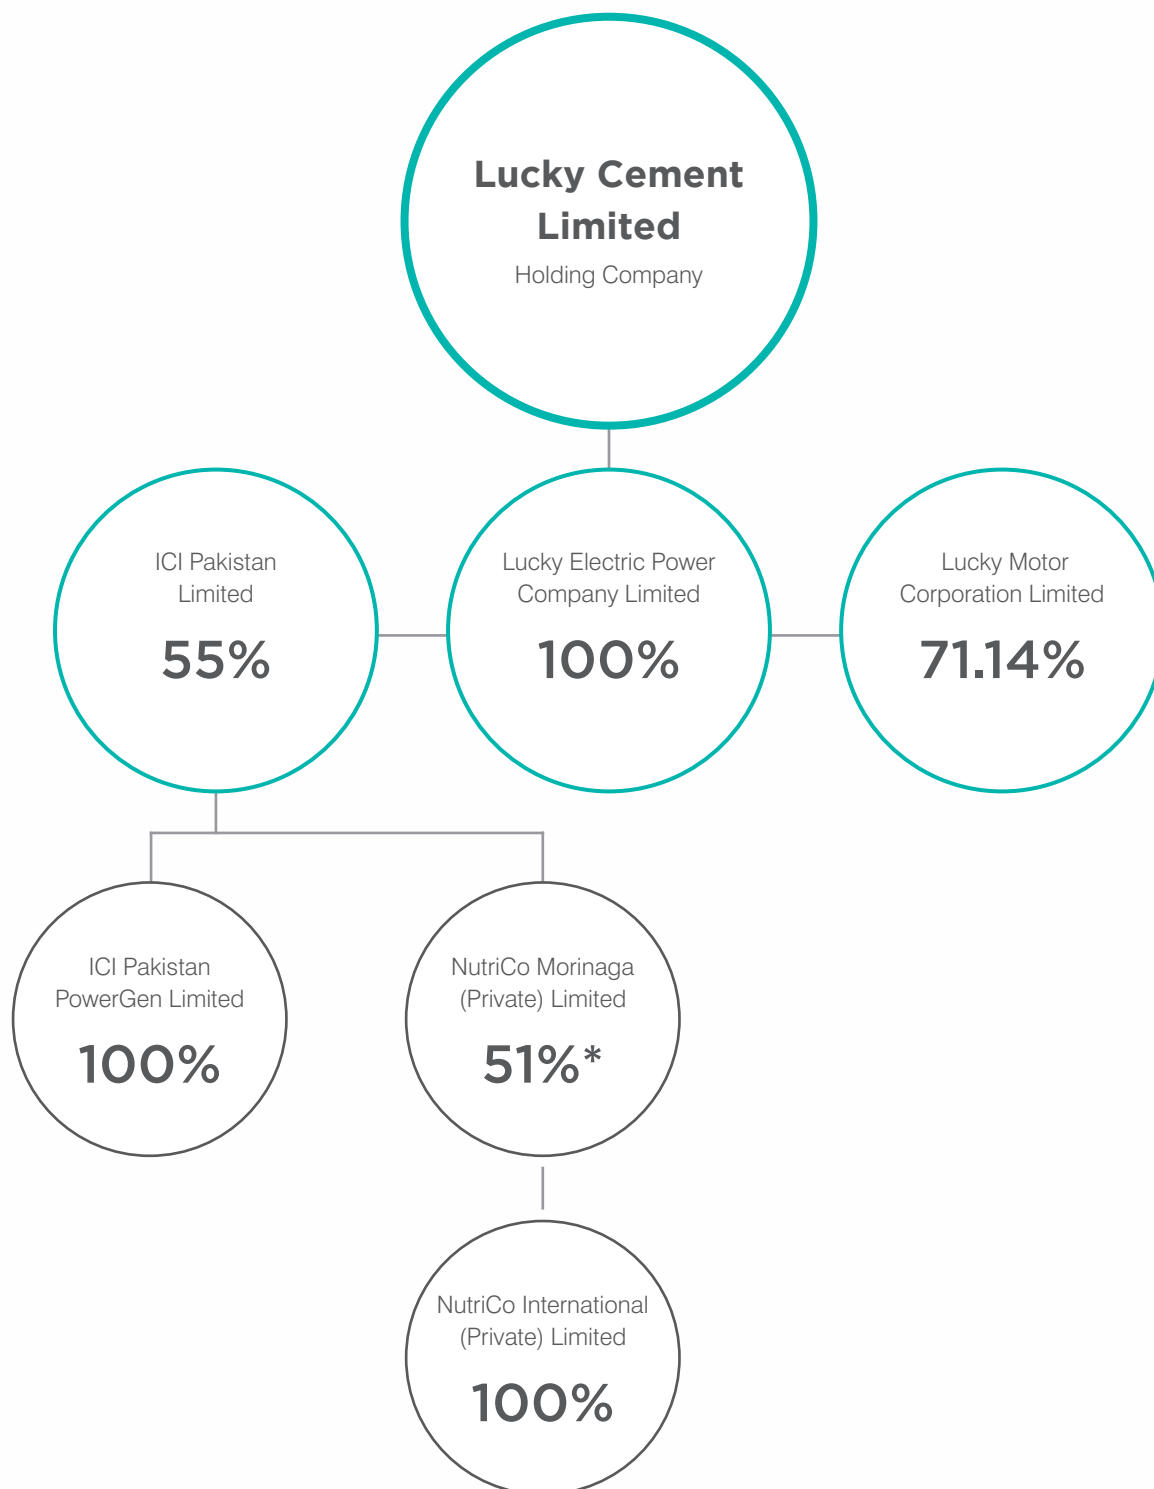 Lucky Cement
Limited
Holding Company
ICI Pakistan
Limited
55%
Lucky Electric Power
Company Limited
100%
Lucky Motor
Corporation Limited
71.14%
ICI Pakistan
PowerGen Limited
100%
NutriCo Morinaga
(Private) Limited
51%*
NutriCo International
(Private) Limited
100%